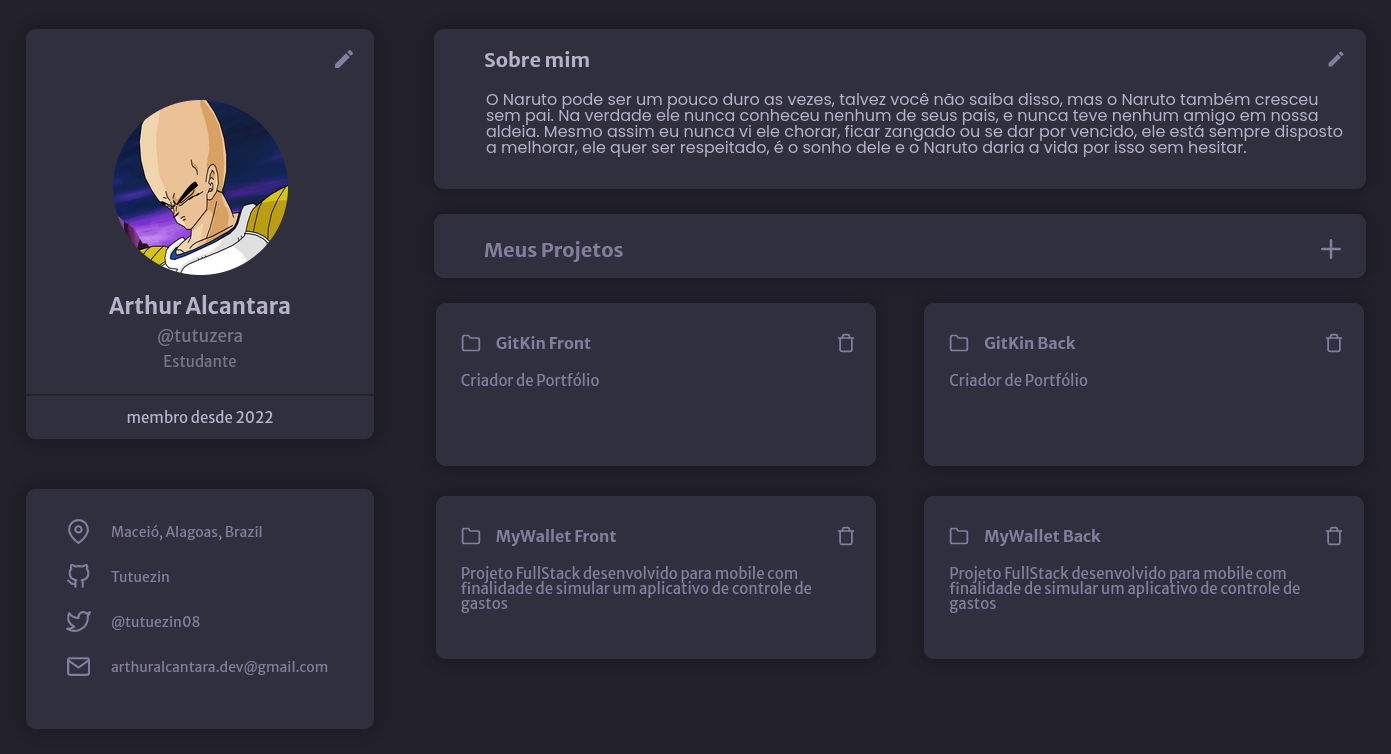 Arthur Alcantara
@tutuzera
Estudante
membro desde 2022
Maceió, Alagoas, Brazil
Tutuezin
@tutuezin08
arthuralcantara.dev@gmail.com
Sobre mim
O Naruto pode ser um pouco duro as vezes, talvez você não saiba disso, mas o Naruto também cresceu
sem pai. Na verdade ele nunca conheceu nenhum de seus pais, e nunca teve nenhum amigo em nossa
aldeia. Mesmo assim eu nunca vi ele chorar, ficar zangado ou se dar por vencido, ele está sempre disposto
a melhorar, ele quer ser respeitado, é o sonho dele e o Naruto daria a vida por isso sem hesitar.
Meus Projetos
GitKin Front
Criador de Portfólio
GitKin Back
Criador de Portfólio
MyWallet Front
Projeto FullStack desenvolvido para mobile com
finalidade de simular um aplicativo de controle de
gastos
MyWallet Back
Projeto FullStack desenvolvido para mobile com
finalidade de simular um aplicativo de controle de
gastos